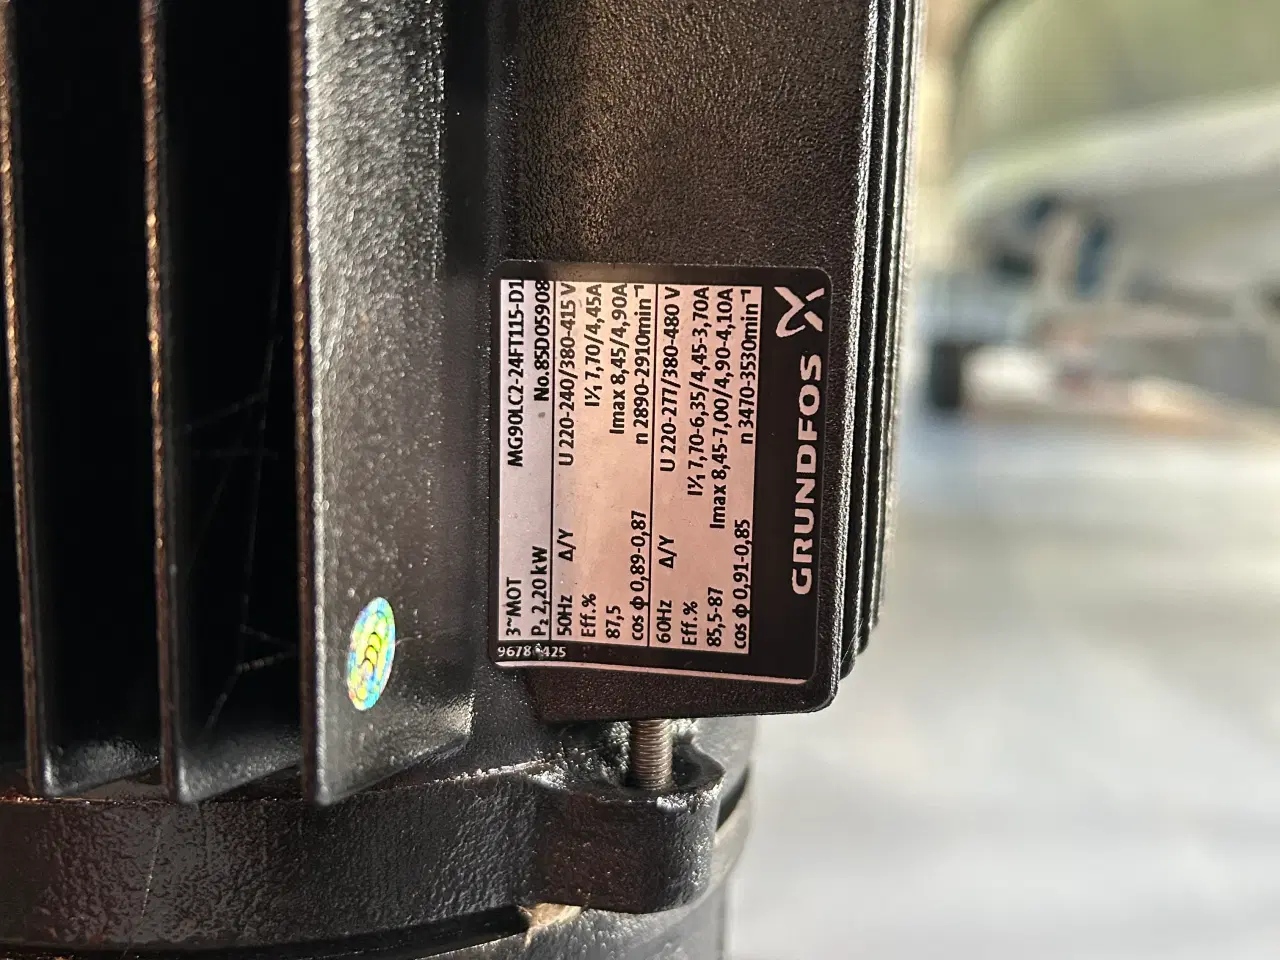 3~MOT MG90LC2-24FT115-D1
P₂ 2,20 kW No.85D05908
50Hz Δ/Y U 220-240/380-415 V
Eff.% I¹⁄₁ 7,70/4,45A
87,5 Imax 8,45/4,90A
cos φ 0,89-0,87 n 2890-2910min⁻¹
60Hz Δ/Y U 220-277/380-480 V
Eff.% I¹⁄₁ 7,70-6,35/4,45-3,70A
85,5-87 Imax 8,45-7,00/4,90-4,10A
cos φ 0,91-0,85 n 3470-3530min⁻¹
GRUNDFOS